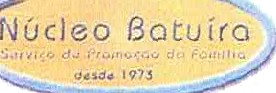 Núcleo Batuíra
Serviço de Promoção da Família
desde 1973